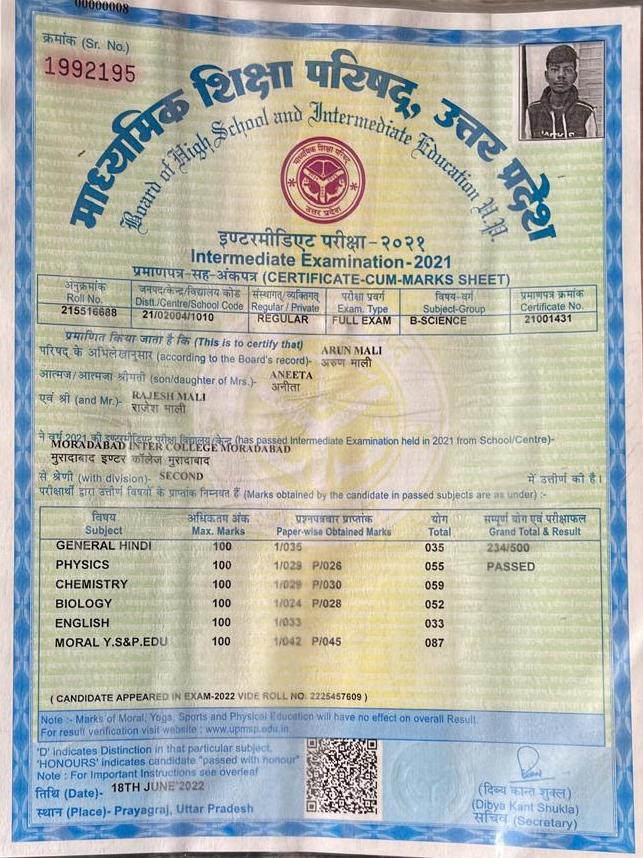 00000008
क्रमांक (Sr. No.)
1992195
माध्यमिक शिक्षा परिषद्, उत्तर प्रदेश
Board of High School and Intermediate Education U.P.
माध्यमिक शिक्षा परिषद
उत्तर प्रदेश
इण्टरमीडिएट परीक्षा-२०२१
Intermediate Examination-2021
प्रमाणपत्र-सह-अंकपत्र (CERTIFICATE-CUM-MARKS SHEET)
अनुक्रमांक जनपद/केन्द्र/विद्यालय कोड संस्थागत/व्यक्तिगत परीक्षा प्रवर्ग विषय-वर्ग प्रमाणपत्र क्रमांक
Roll No. Distt./Centre/School Code Regular / Private Exam. Type Subject-Group Certificate No.
215516688 21/02004/1010 REGULAR FULL EXAM B-SCIENCE 21001431
प्रमाणित किया जाता है कि (This is to certify that)
ARUN MALI
परिषद के अभिलेखानुसार (according to the Board's record)- अरुण माली
ANEETA
आत्मज/आत्मजा श्रीमती (son/daughter of Mrs.)- अनीता
RAJESH MALI
एवं श्री (and Mr.)- राजेश माली
ने वर्ष 2021 की इण्टरमीडिएट परीक्षा विद्यालय/केन्द्र (has passed Intermediate Examination held in 2021 from School/Centre)-
MORADABAD INTER COLLEGE MORADABAD
मुरादाबाद इण्टर कॉलेज मुरादाबाद
से श्रेणी (with division)- SECOND में उत्तीर्ण की है।
परीक्षार्थी द्वारा उत्तीर्ण विषयों के प्राप्तांक निम्नवत हैं (Marks obtained by the candidate in passed subjects are as under) :-
विषय अधिकतम अंक प्रश्नपत्रवार प्राप्तांक योग सम्पूर्ण योग एवं परीक्षाफल
Subject Max. Marks Paper-wise Obtained Marks Total Grand Total & Result
GENERAL HINDI 100 1/035 035 234/500
PHYSICS 100 1/029 P/026 055 PASSED
CHEMISTRY 100 1/029 P/030 059
BIOLOGY 100 1/024 P/028 052
ENGLISH 100 1/033 033
MORAL Y.S&P.EDU 100 1/042 P/045 087
( CANDIDATE APPEARED IN EXAM-2022 VIDE ROLL NO: 2225457609 )
Note :- Marks of Moral, Yoga, Sports and Physical Education will have no effect on overall Result.
For result verification visit website : www.upmsp.edu.in
'D' indicates Distinction in that particular subject.
'HONOURS' indicates candidate "passed with honour"
Note : For Important Instructions see overleaf
तिथि (Date)- 18TH JUNE'2022
स्थान (Place)- Prayagraj, Uttar Pradesh
(दिव्य कान्त शुक्ल)
(Dibya Kant Shukla)
सचिव (Secretary)